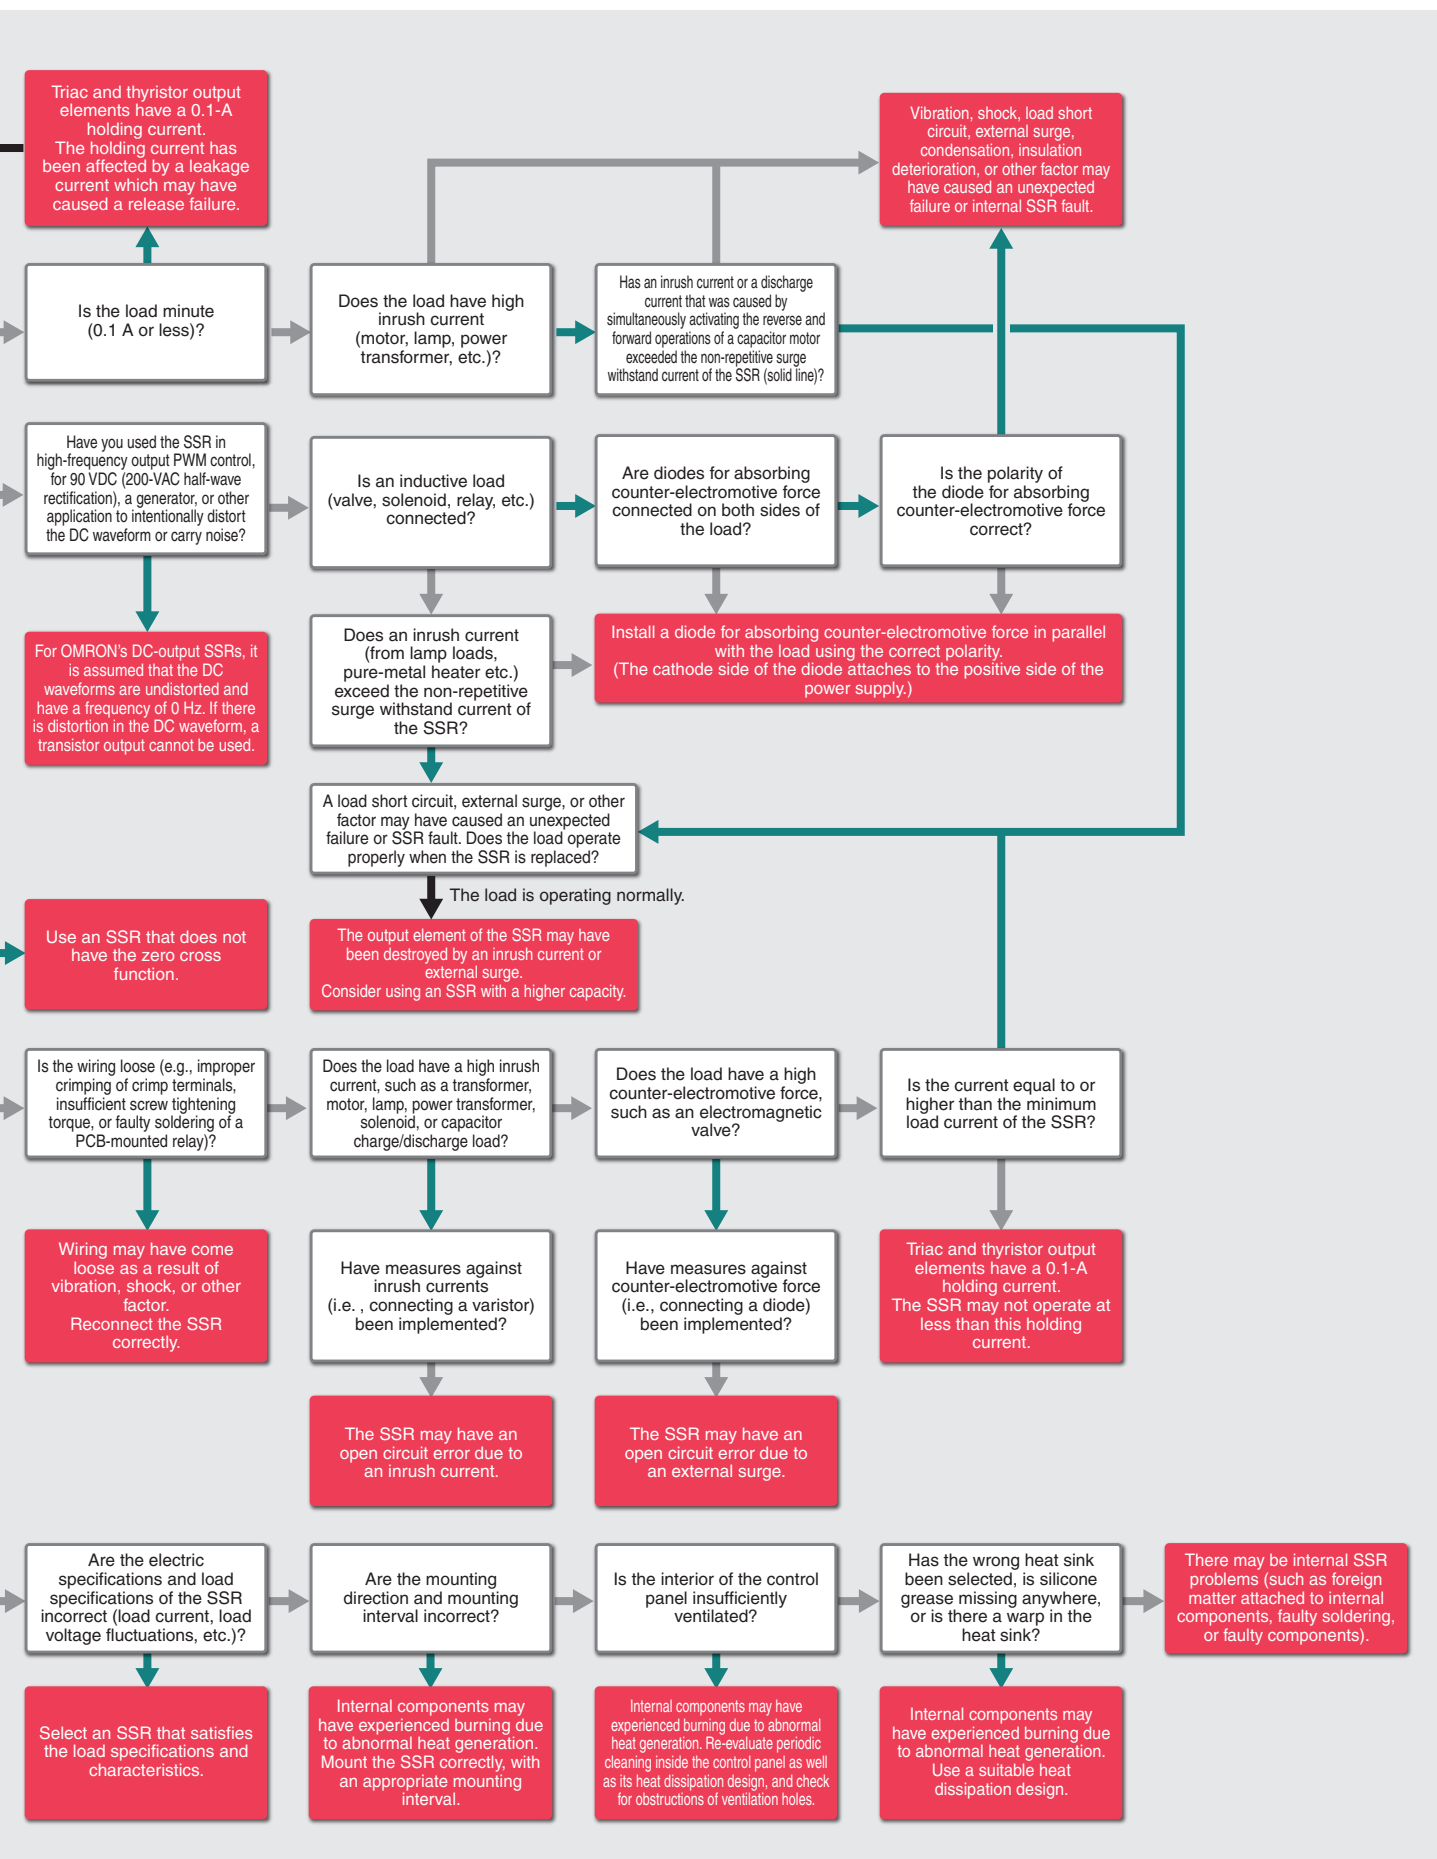 Triac and thyristor output
elements have a 0.1-A
holding current.
The holding current has
been affected by a leakage
current which may have
caused a release failure.
Vibration, shock, load short
circuit, external surge,
condensation, insulation
deterioration, or other factor may
have caused an unexpected
failure or internal SSR fault.
Is the load minute
(0.1 A or less)?
Does the load have high
inrush current
(motor, lamp, power
transformer, etc.)?
Has an inrush current or a discharge
current that was caused by
simultaneously activating the reverse and
forward operations of a capacitor motor
exceeded the non-repetitive surge
withstand current of the SSR (solid line)?
Have you used the SSR in
high-frequency output PWM control,
for 90 VDC (200-VAC half-wave
rectification), a generator, or other
application to intentionally distort
the DC waveform or carry noise?
Is an inductive load
(valve, solenoid, relay, etc.)
connected?
Are diodes for absorbing
counter-electromotive force
connected on both sides of
the load?
Is the polarity of
the diode for absorbing
counter-electromotive force
correct?
For OMRON's DC-output SSRs, it
is assumed that the DC
waveforms are undistorted and
have a frequency of 0 Hz. If there
is distortion in the DC waveform, a
transistor output cannot be used.
Does an inrush current
(from lamp loads,
pure-metal heater etc.)
exceed the non-repetitive
surge withstand current of
the SSR?
Install a diode for absorbing counter-electromotive force in parallel
with the load using the correct polarity.
(The cathode side of the diode attaches to the positive side of the
power supply.)
A load short circuit, external surge, or other
factor may have caused an unexpected
failure or SSR fault. Does the load operate
properly when the SSR is replaced?
The load is operating normally.
Use an SSR that does not
have the zero cross
function.
The output element of the SSR may have
been destroyed by an inrush current or
external surge.
Consider using an SSR with a higher capacity.
Is the wiring loose (e.g., improper
crimping of crimp terminals,
insufficient screw tightening
torque, or faulty soldering of a
PCB-mounted relay)?
Does the load have a high inrush
current, such as a transformer,
motor, lamp, power transformer,
solenoid, or capacitor
charge/discharge load?
Does the load have a high
counter-electromotive force,
such as an electromagnetic
valve?
Is the current equal to or
higher than the minimum
load current of the SSR?
Wiring may have come
loose as a result of
vibration, shock, or other
factor.
Reconnect the SSR
correctly.
Have measures against
inrush currents
(i.e. , connecting a varistor)
been implemented?
Have measures against
counter-electromotive force
(i.e., connecting a diode)
been implemented?
Triac and thyristor output
elements have a 0.1-A
holding current.
The SSR may not operate at
less than this holding
current.
The SSR may have an
open circuit error due to
an inrush current.
The SSR may have an
open circuit error due to
an external surge.
Are the electric
specifications and load
specifications of the SSR
incorrect (load current, load
voltage fluctuations, etc.)?
Are the mounting
direction and mounting
interval incorrect?
Is the interior of the control
panel insufficiently
ventilated?
Has the wrong heat sink
been selected, is silicone
grease missing anywhere,
or is there a warp in the
heat sink?
There may be internal SSR
problems (such as foreign
matter attached to internal
components, faulty soldering,
or faulty components).
Select an SSR that satisfies
the load specifications and
characteristics.
Internal components may
have experienced burning due
to abnormal heat generation.
Mount the SSR correctly, with
an appropriate mounting
interval.
Internal components may have
experienced burning due to abnormal
heat generation. Re-evaluate periodic
cleaning inside the control panel as well
as its heat dissipation design, and check
for obstructions of ventilation holes.
Internal components may
have experienced burning due
to abnormal heat generation.
Use a suitable heat
dissipation design.